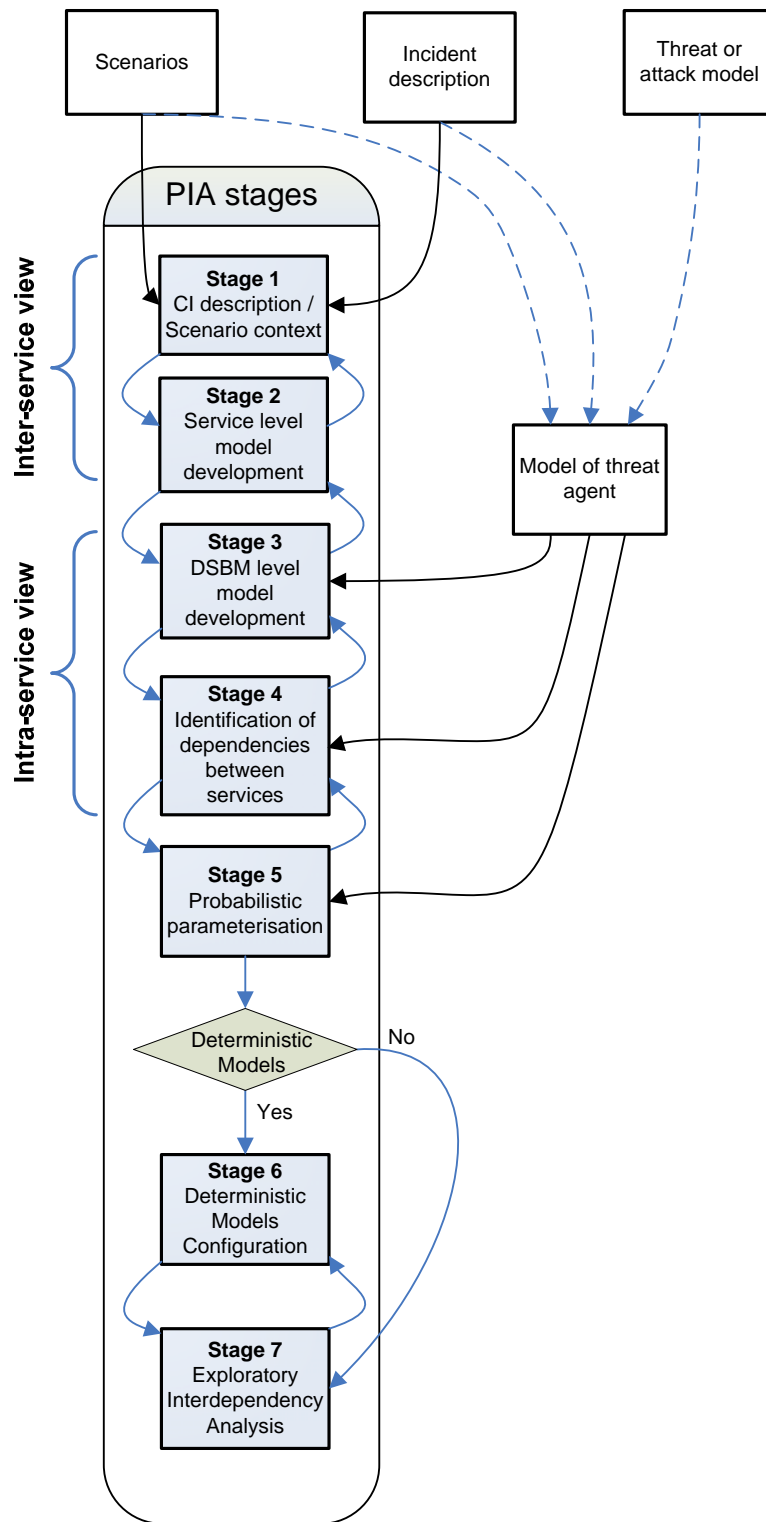 Scenarios
Incident
description
Threat or
attack model
PIA stages
Inter-service view
Stage 1
CI description /
Scenario context
Stage 2
Service level
model
development
Model of threat
agent
Intra-service view
Stage 3
DSBM level
model
development
Stage 4
Identification of
dependencies
between
services
Stage 5
Probabilistic
parameterisation
Deterministic
Models
No
Yes
Stage 6
Deterministic
Models
Configuration
Stage 7
Exploratory
Interdependency
Analysis